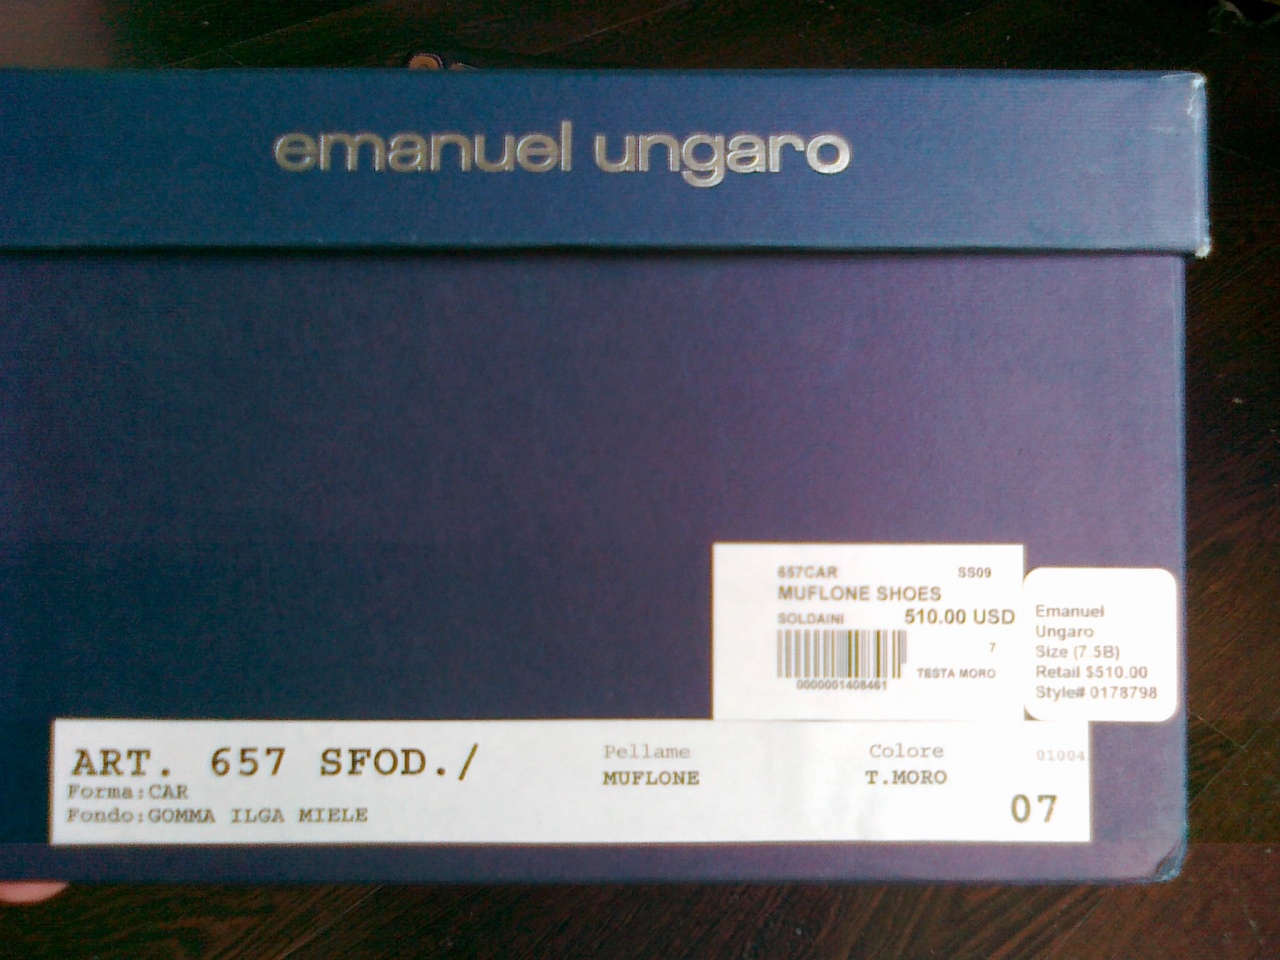 emanuel ungaro
657CAR SS09
MUFLONE SHOES
SOLDAINI 510.00 USD
7
TESTA MORO
0000001408461
Emanuel
Ungaro
Size (7.5B)
Retail $510.00
Style# 0178798
ART. 657 SFOD./ Pellame Colore 01004
Forma:CAR MUFLONE T.MORO
Fondo:GOMMA ILGA MIELE 07